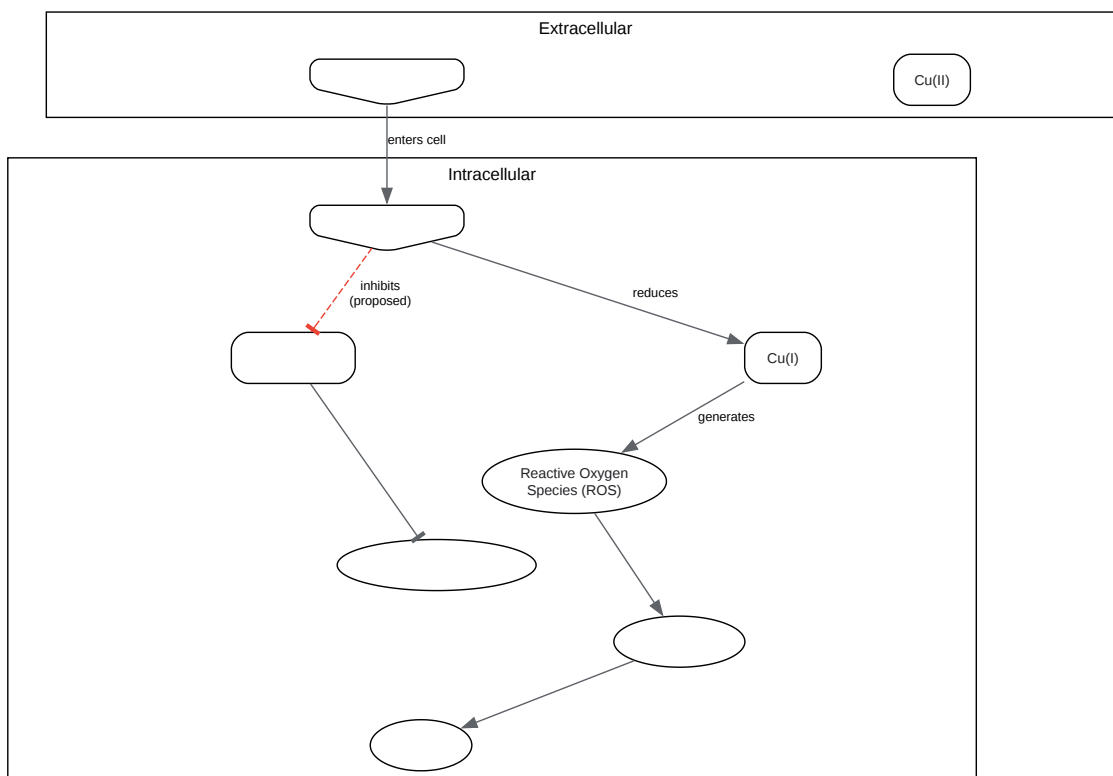 Extracellular
Cu(II)
enters cell
Intracellular
inhibits
(proposed)
reduces
Cu(I)
generates
Reactive Oxygen
Species (ROS)